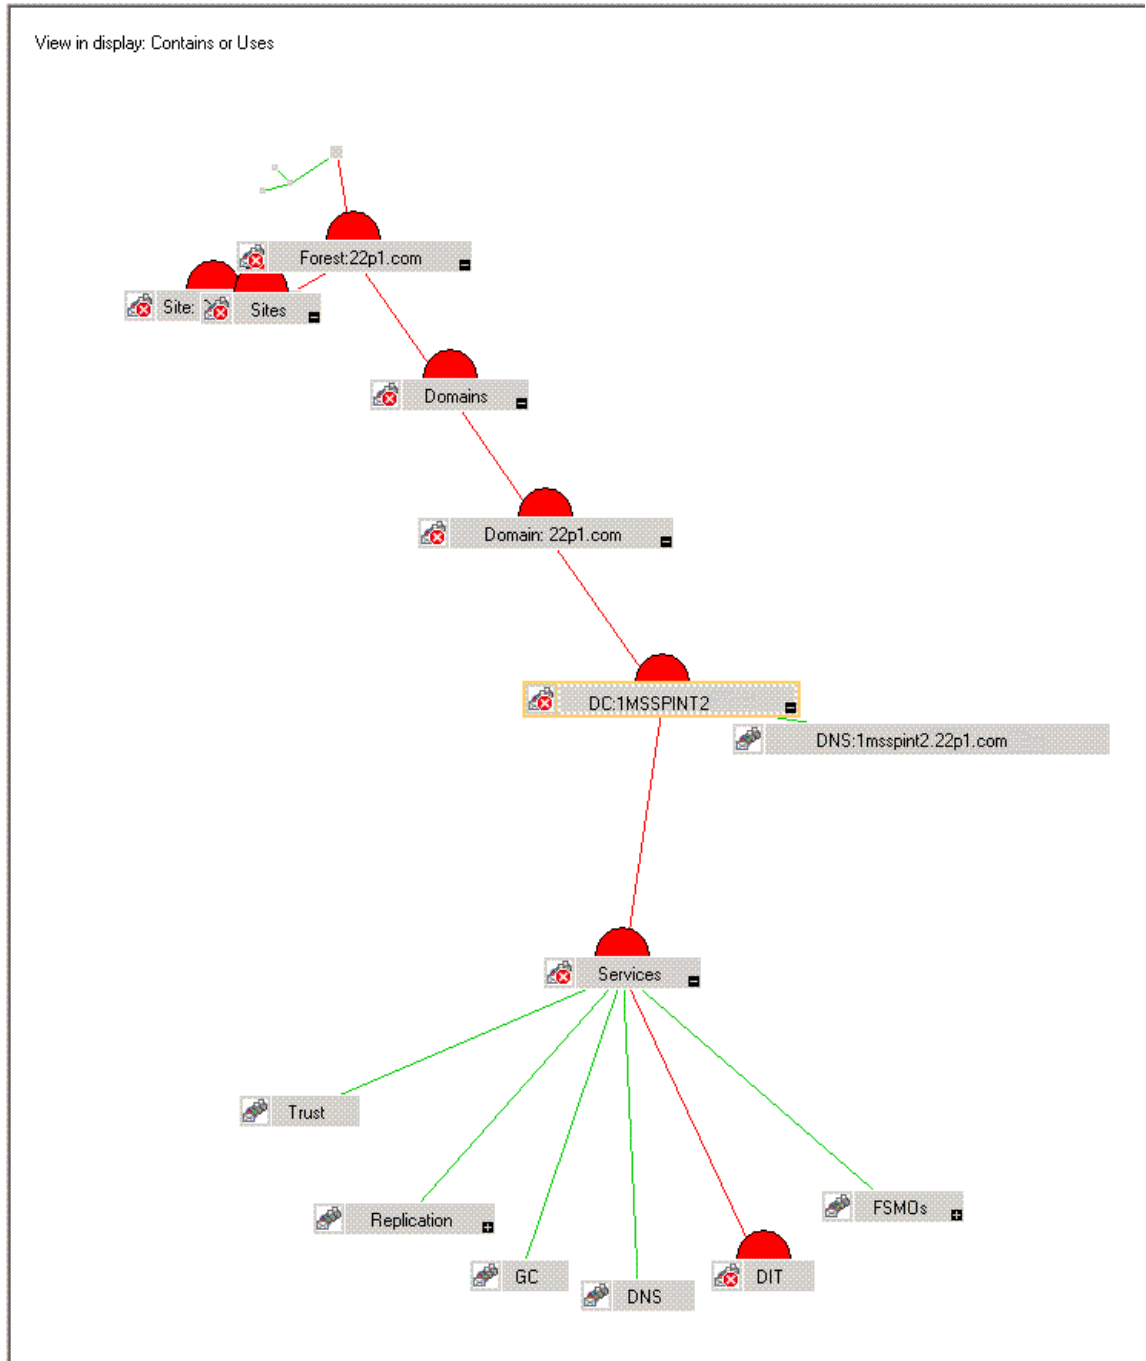 View in display: Contains or Uses
Forest:22p1.com
Site:
Sites
Domains
Domain: 22p1.com
DC:1MSSPINT2
DNS:1msspint2.22p1.com
Services
Trust
Replication
FSMOs
GC
DNS
DIT